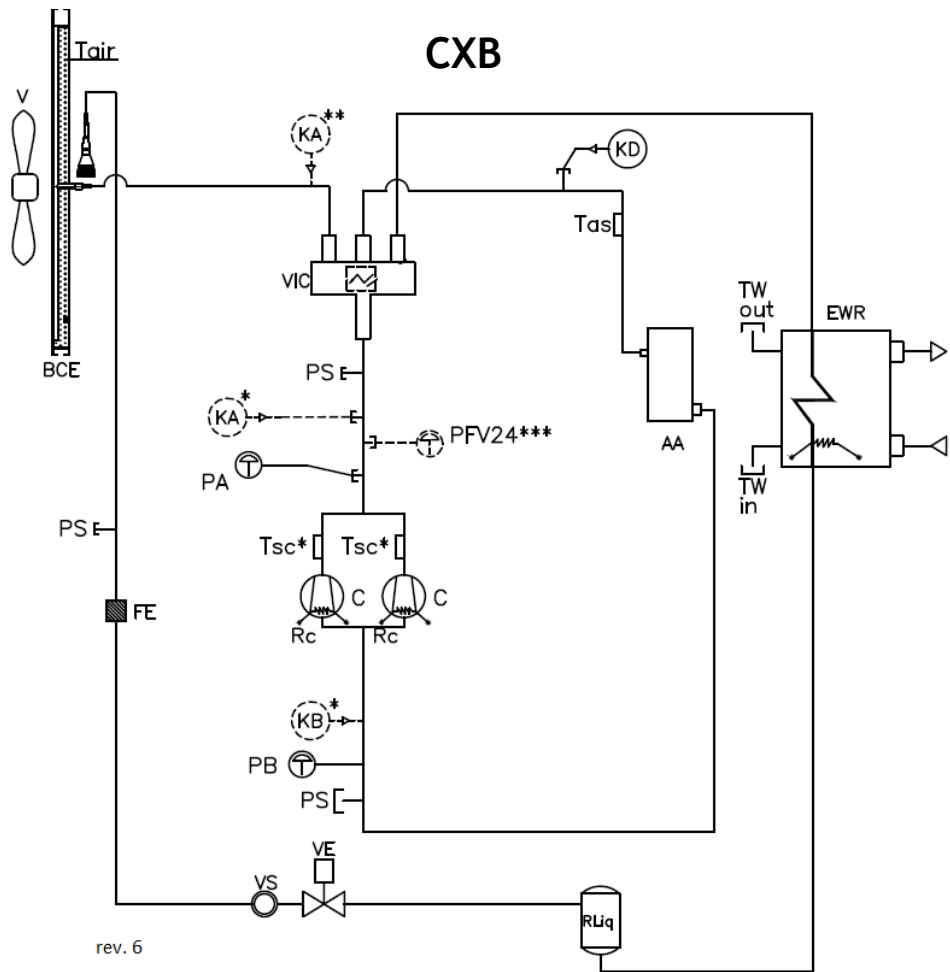 CXB
Tair
V
KA**
KD
Tas
VIC
TW
out
EWR
BCE
PS
KA*
PFV24***
AA
PA
TW
in
PS
Tsc*
Tsc*
C
C
FE
Rc
Rc
KB*
PB
PS
VE
VS
RLiq
rev. 6